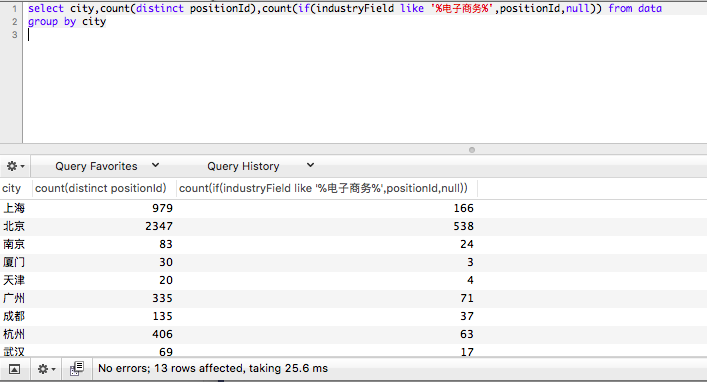 1 select city,count(distinct positionId),count(if(industryField like '%电子商务%',positionId,null)) from data
2 group by city
3
Query Favorites Query History
city count(distinct positionId) count(if(industryField like '%电子商务%',positionId,null))
上海 979 166
北京 2347 538
南京 83 24
厦门 30 3
天津 20 4
广州 335 71
成都 135 37
杭州 406 63
武汉 69 17
No errors; 13 rows affected, taking 25.6 ms